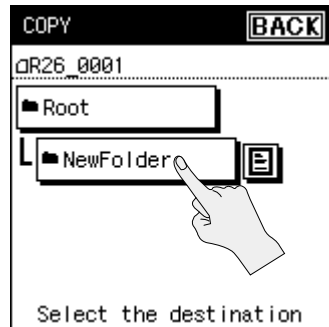 COPY BACK
R26_0001
Root
NewFolder
Select the destination